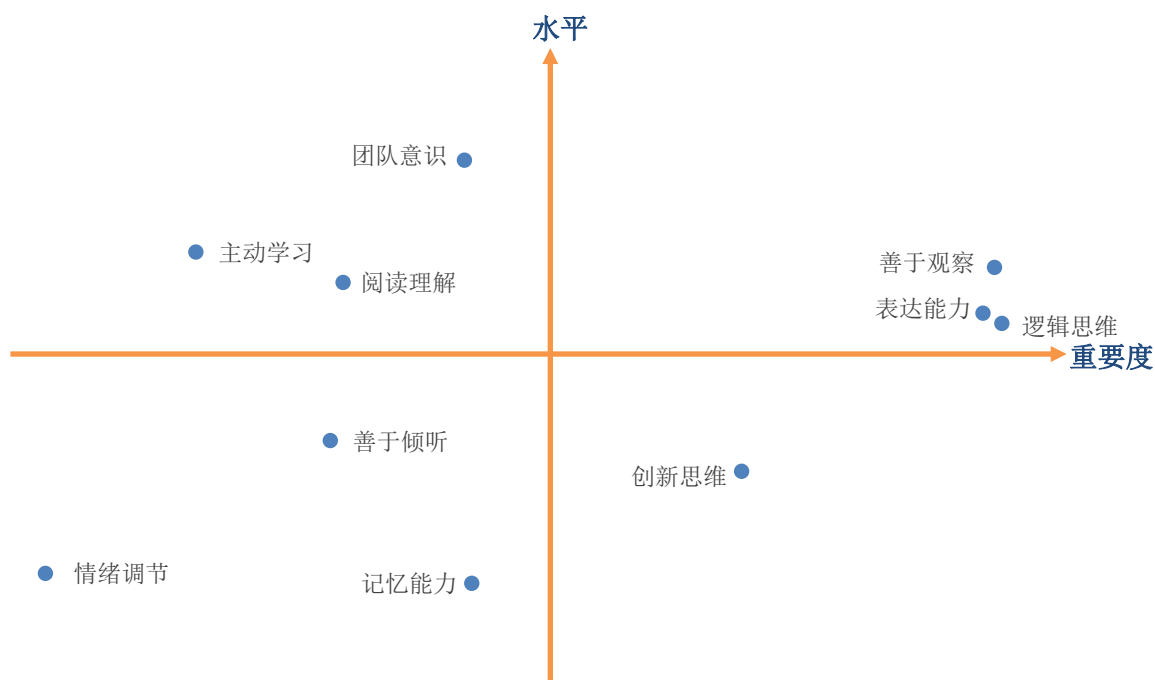 水平
团队意识
主动学习
善于观察
阅读理解
表达能力
逻辑思维
重要度
善于倾听
创新思维
情绪调节
记忆能力